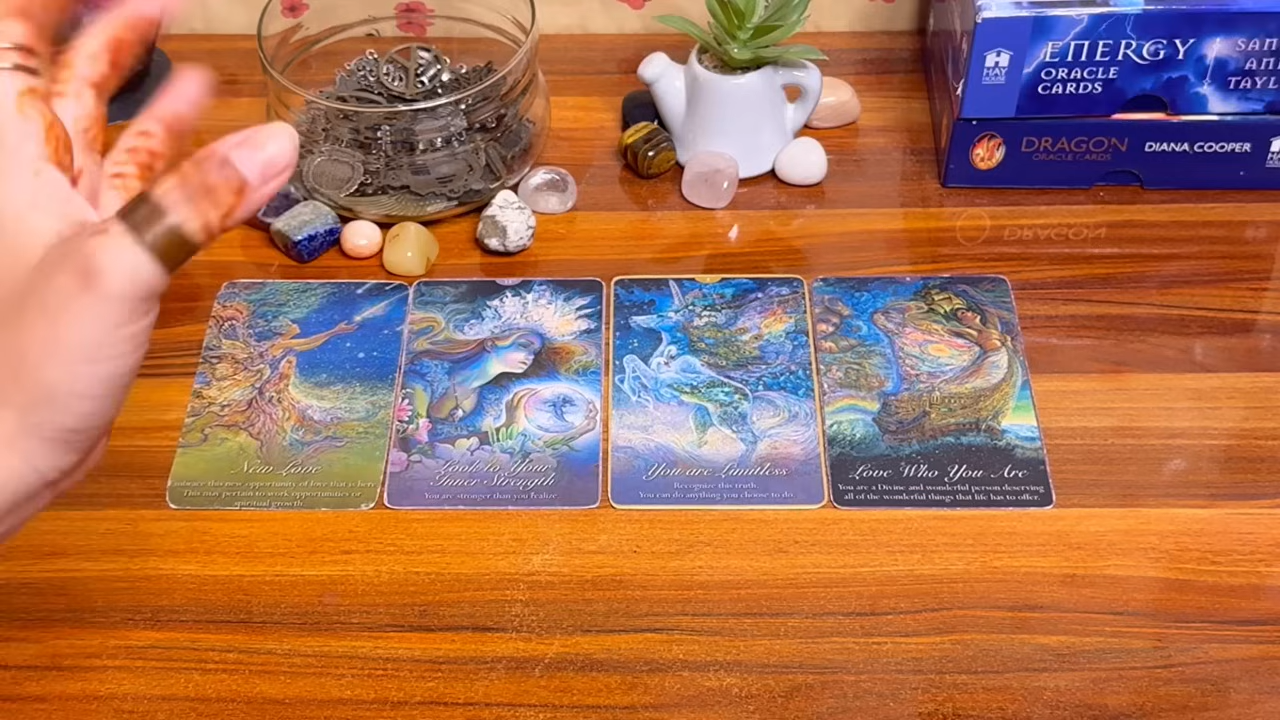 ENERGY
ORACLE
CARDS
HAY
HOUSE
SAN
AN
TAYL
DRAGON
ORACLE CARDS
DIANA COOPER
HA
New Love
Embrace this new opportunity of love that is here.
This may pertain to work opportunities or
spiritual growth.
Look to Your
Inner Strength
You are stronger than you realize.
You are Limitless
Recognize this truth.
You can do anything you choose to do.
Love Who You Are
You are a Divine and wonderful person deserving
all of the wonderful things that life has to offer.